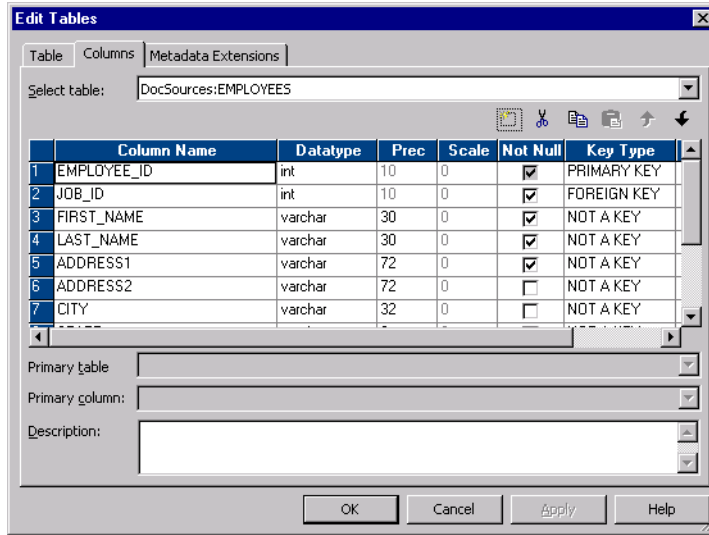 Edit Tables
Table Columns Metadata Extensions
Select table: DocSources:EMPLOYEES
Column Name Datatype Prec Scale Not Null Key Type
1 EMPLOYEE_ID int 10 0 PRIMARY KEY
2 JOB_ID int 10 0 FOREIGN KEY
3 FIRST_NAME varchar 30 0 NOT A KEY
4 LAST_NAME varchar 30 0 NOT A KEY
5 ADDRESS1 varchar 72 0 NOT A KEY
6 ADDRESS2 varchar 72 0 NOT A KEY
7 CITY varchar 32 0 NOT A KEY
Primary table
Primary column:
Description:
OK Cancel Apply Help